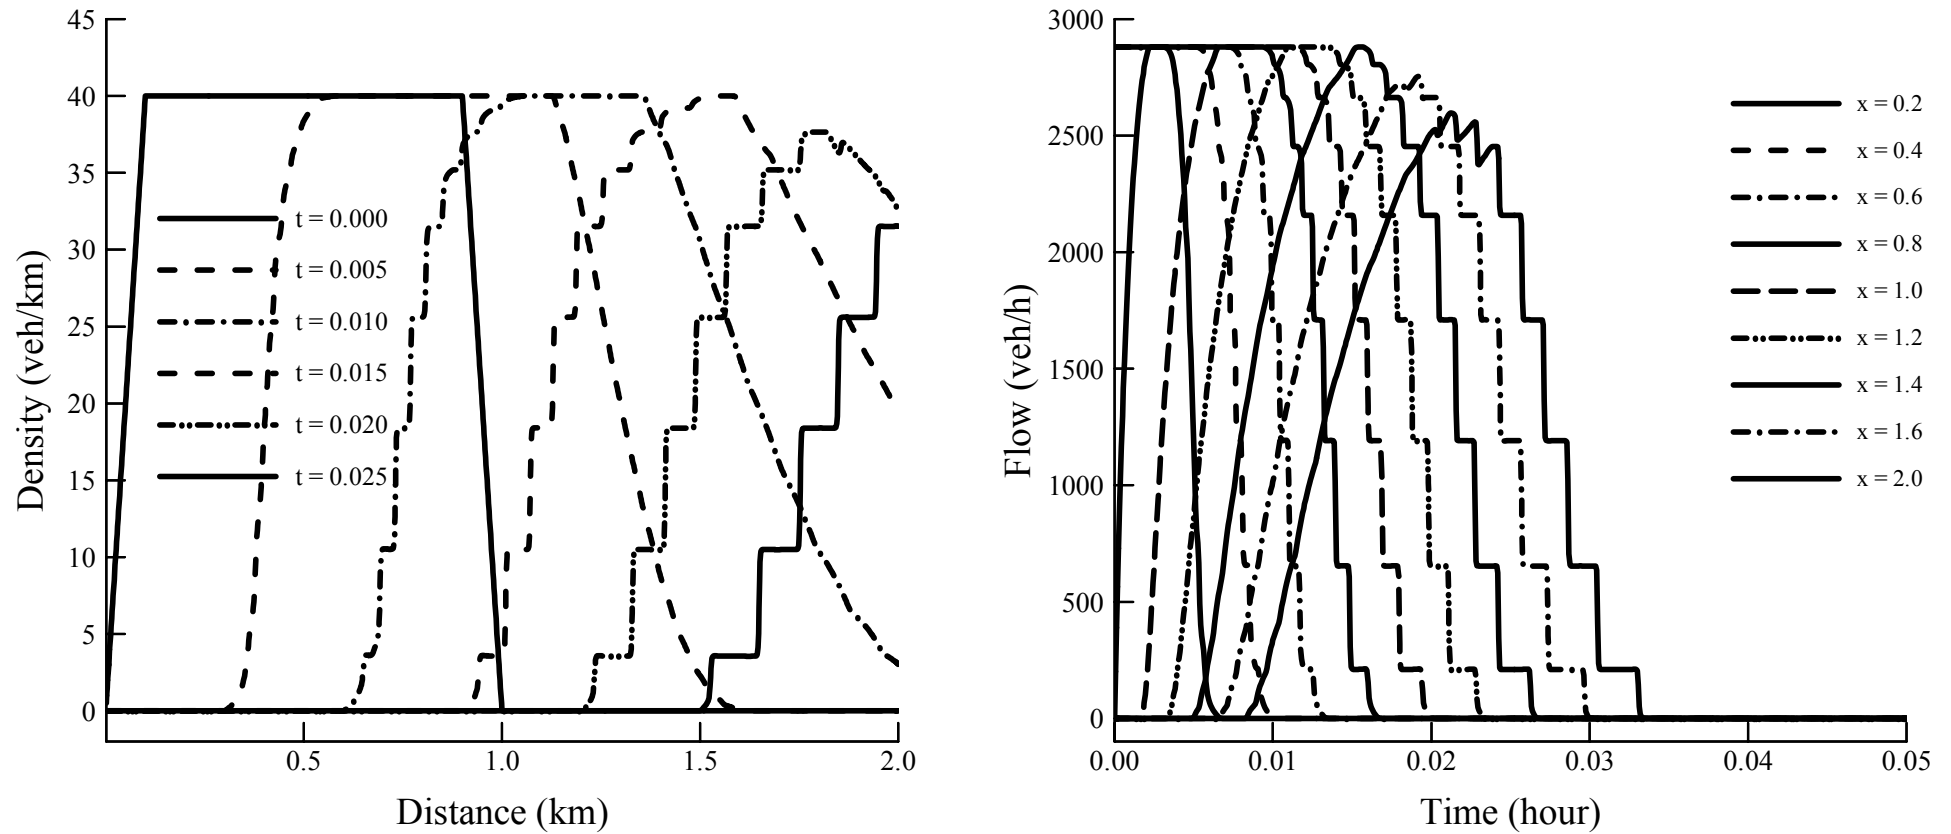 45
40
35
30
25
20
15
10
5
0
Density (veh/km)
t = 0.000
t = 0.005
t = 0.010
t = 0.015
t = 0.020
t = 0.025
0.5 1.0 1.5 2.0
Distance (km)
3000
2500
2000
1500
1000
500
0
Flow (veh/h)
x = 0.2
x = 0.4
x = 0.6
x = 0.8
x = 1.0
x = 1.2
x = 1.4
x = 1.6
x = 2.0
0.00 0.01 0.02 0.03 0.04 0.05
Time (hour)